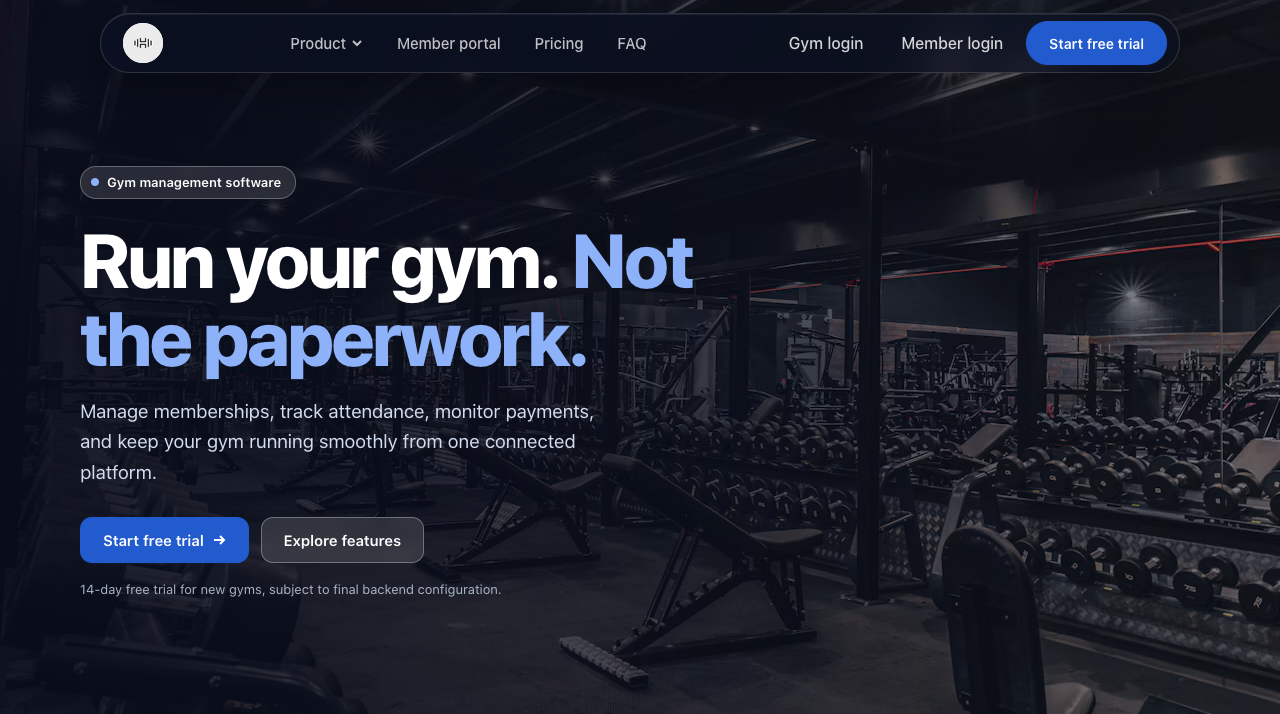 Product
Member portal
Pricing
FAQ
Gym login
Member login
Start free trial
Gym management software
Run your gym. Not
the paperwork.
Manage memberships, track attendance, monitor payments,
and keep your gym running smoothly from one connected
platform.
Start free trial →
Explore features
14-day free trial for new gyms, subject to final backend configuration.